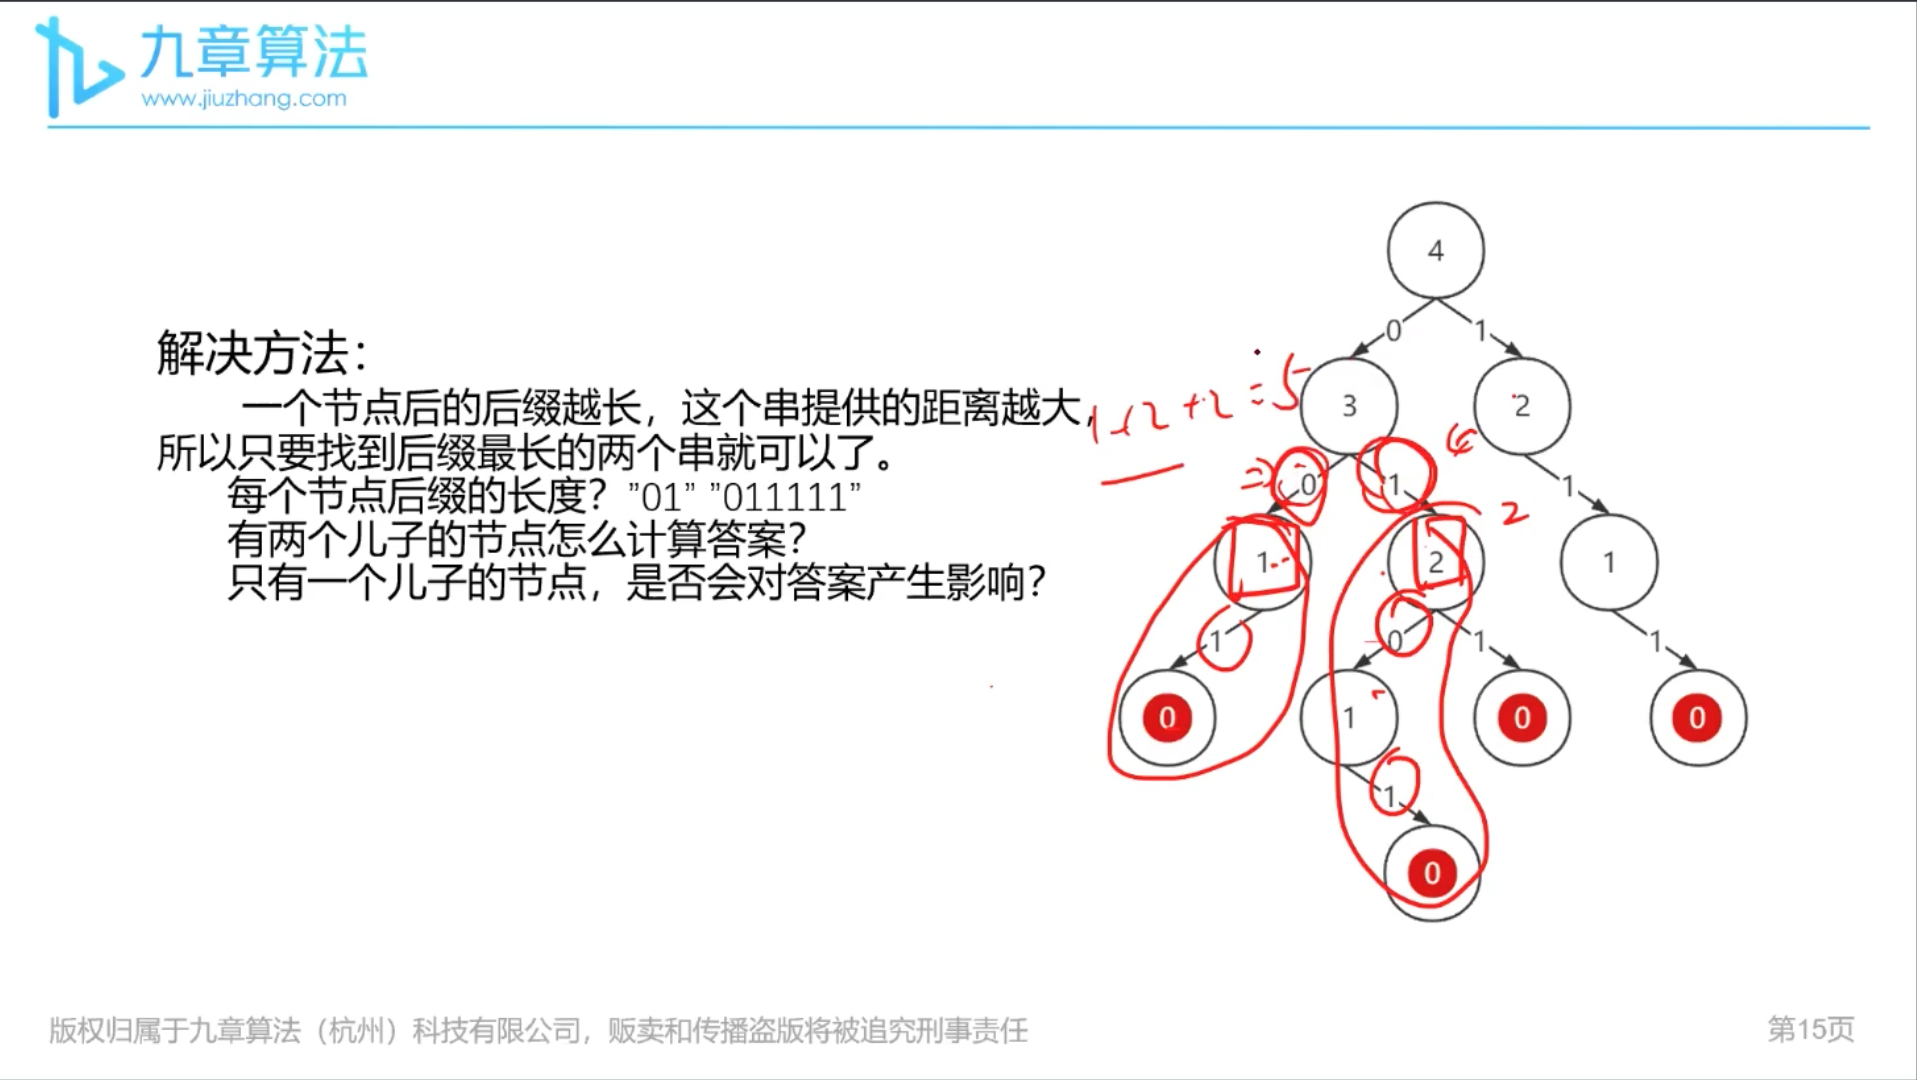 九章算法
www.jiuzhang.com
解决方法：
一个节点后的后缀越长，这个串提供的距离越大，
所以只要找到后缀最长的两个串就可以了。
每个节点后缀的长度？”01” ”011111”
有两个儿子的节点怎么计算答案？
只有一个儿子的节点，是否会对答案产生影响？
4
0 1
3 2
1+2+2=5
0 1 1
1 2 1
2
1 0 1 1
0 1 0 0
1
0
版权归属于九章算法（杭州）科技有限公司，贩卖和传播盗版将被追究刑事责任
第15页